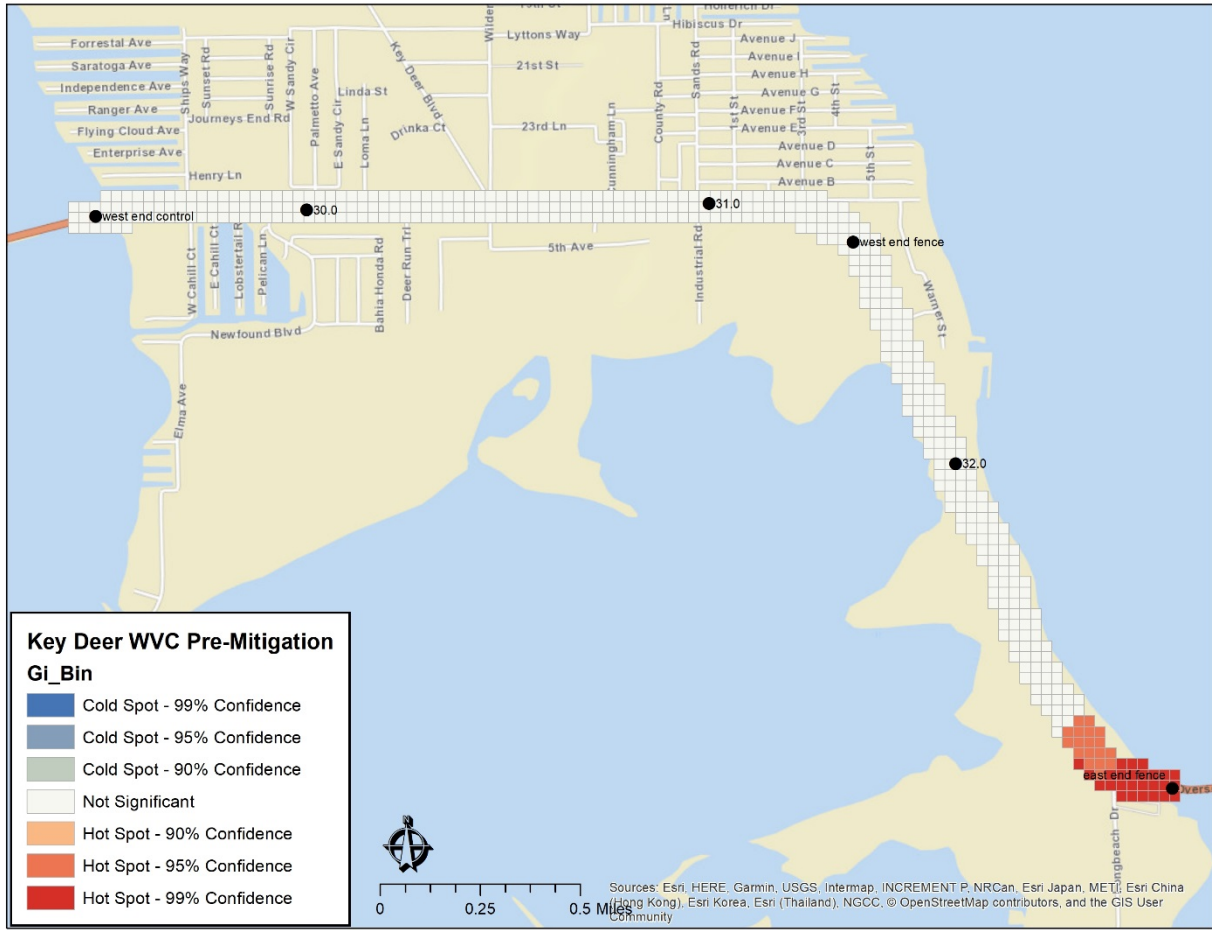 Holferich Dr
Hibiscus Dr
Lyttons Way
Avenue J
Forrestal Ave
Avenue I
Saratoga Ave
21st St
Avenue H
Independence Ave
Linda St
Avenue G
Ranger Ave
Avenue F
Journeys End Rd
Flying Cloud Ave
Drinka Ct
23rd Ln
Avenue E
Avenue D
Enterprise Ave
Avenue C
Henry Ln
Avenue B
Ships Way
Sunset Rd
Sunrise Rd
W Sandy Cir
Palmetto Ave
E Sandy Cir
Loma Ln
Key Deer Blvd
Wilder
Ln
County Rd
Sands Rd
1st St
3rd St
4th St
5th St
unningham Ln
west end control
30.0
31.0
west end fence
W Cahill Ct
E Cahill Ct
Lobstertail R
Pelican Ln
Bahia Honda Rd
Deer Run Trl
5th Ave
Industrial Rd
Warner St
Newfound Blvd
Elma Ave
32.0
east end fence
Overs
ongbeach Dr
Key Deer WVC Pre-Mitigation
Gi_Bin
Cold Spot - 99% Confidence
Cold Spot - 95% Confidence
Cold Spot - 90% Confidence
Not Significant
Hot Spot - 90% Confidence
Hot Spot - 95% Confidence
Hot Spot - 99% Confidence
N
0 0.25 0.5 Miles
Sources: Esri, HERE, Garmin, USGS, Intermap, INCREMENT P, NRCan, Esri Japan, METI, Esri China
(Hong Kong), Esri Korea, Esri (Thailand), NGCC, © OpenStreetMap contributors, and the GIS User
Community